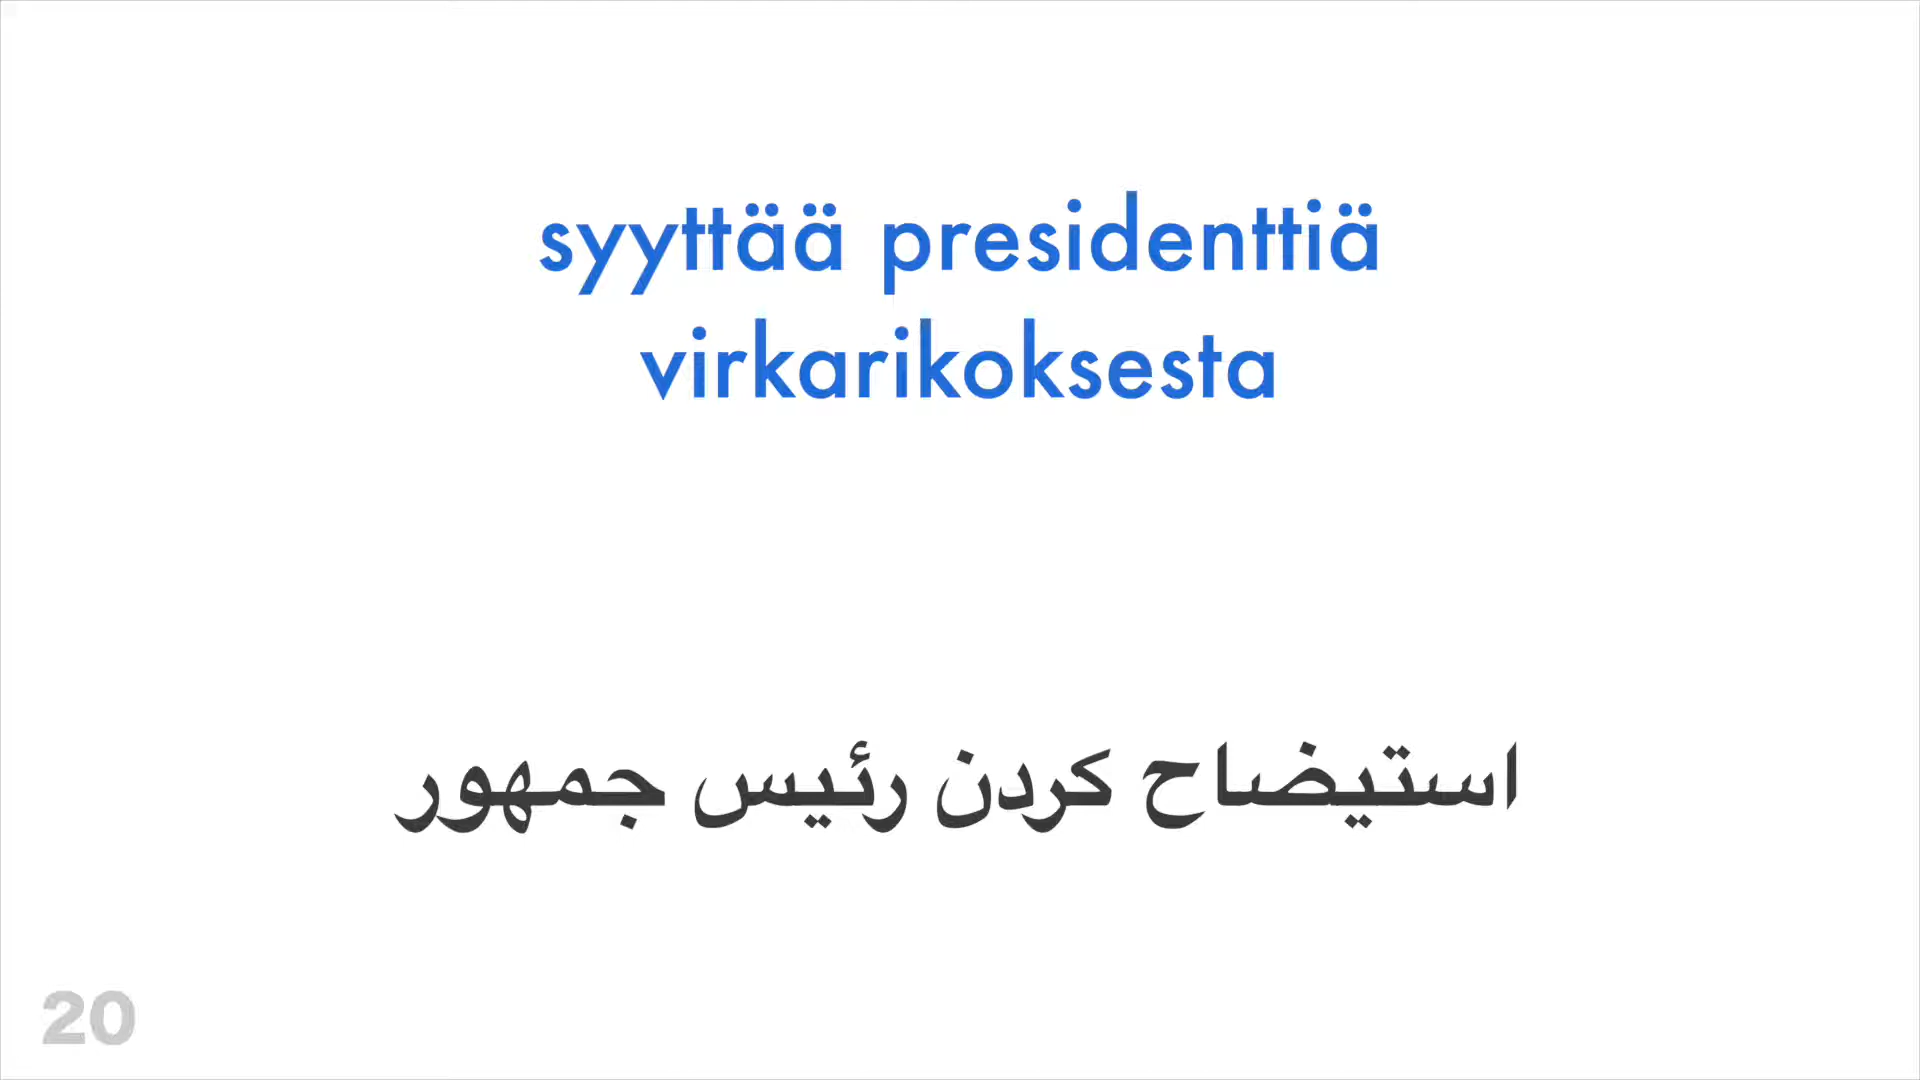 syyttää presidenttiä
virkarikoksesta
استیضاح کردن رئیس جمهور
20